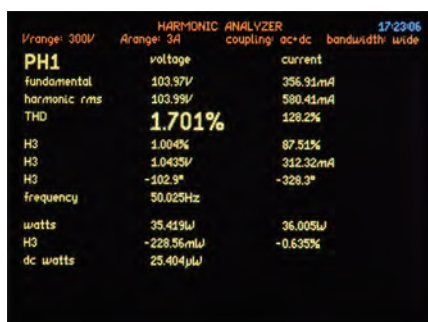 HARMONIC ANALYZER 17:23:06
Vrange: 300V Arange: 3A coupling: ac+dc bandwidth: wide
PH1 voltage current
fundamental 103.97V 356.91mA
harmonic rms 103.99V 580.41mA
THD 1.701% 128.2%
H3 1.004% 87.51%
H3 1.0435V 312.32mA
H3 -102.9° -328.3°
frequency 50.025Hz
watts 35.419W 36.005W
H3 -228.56mW -0.635%
dc watts 25.404µW